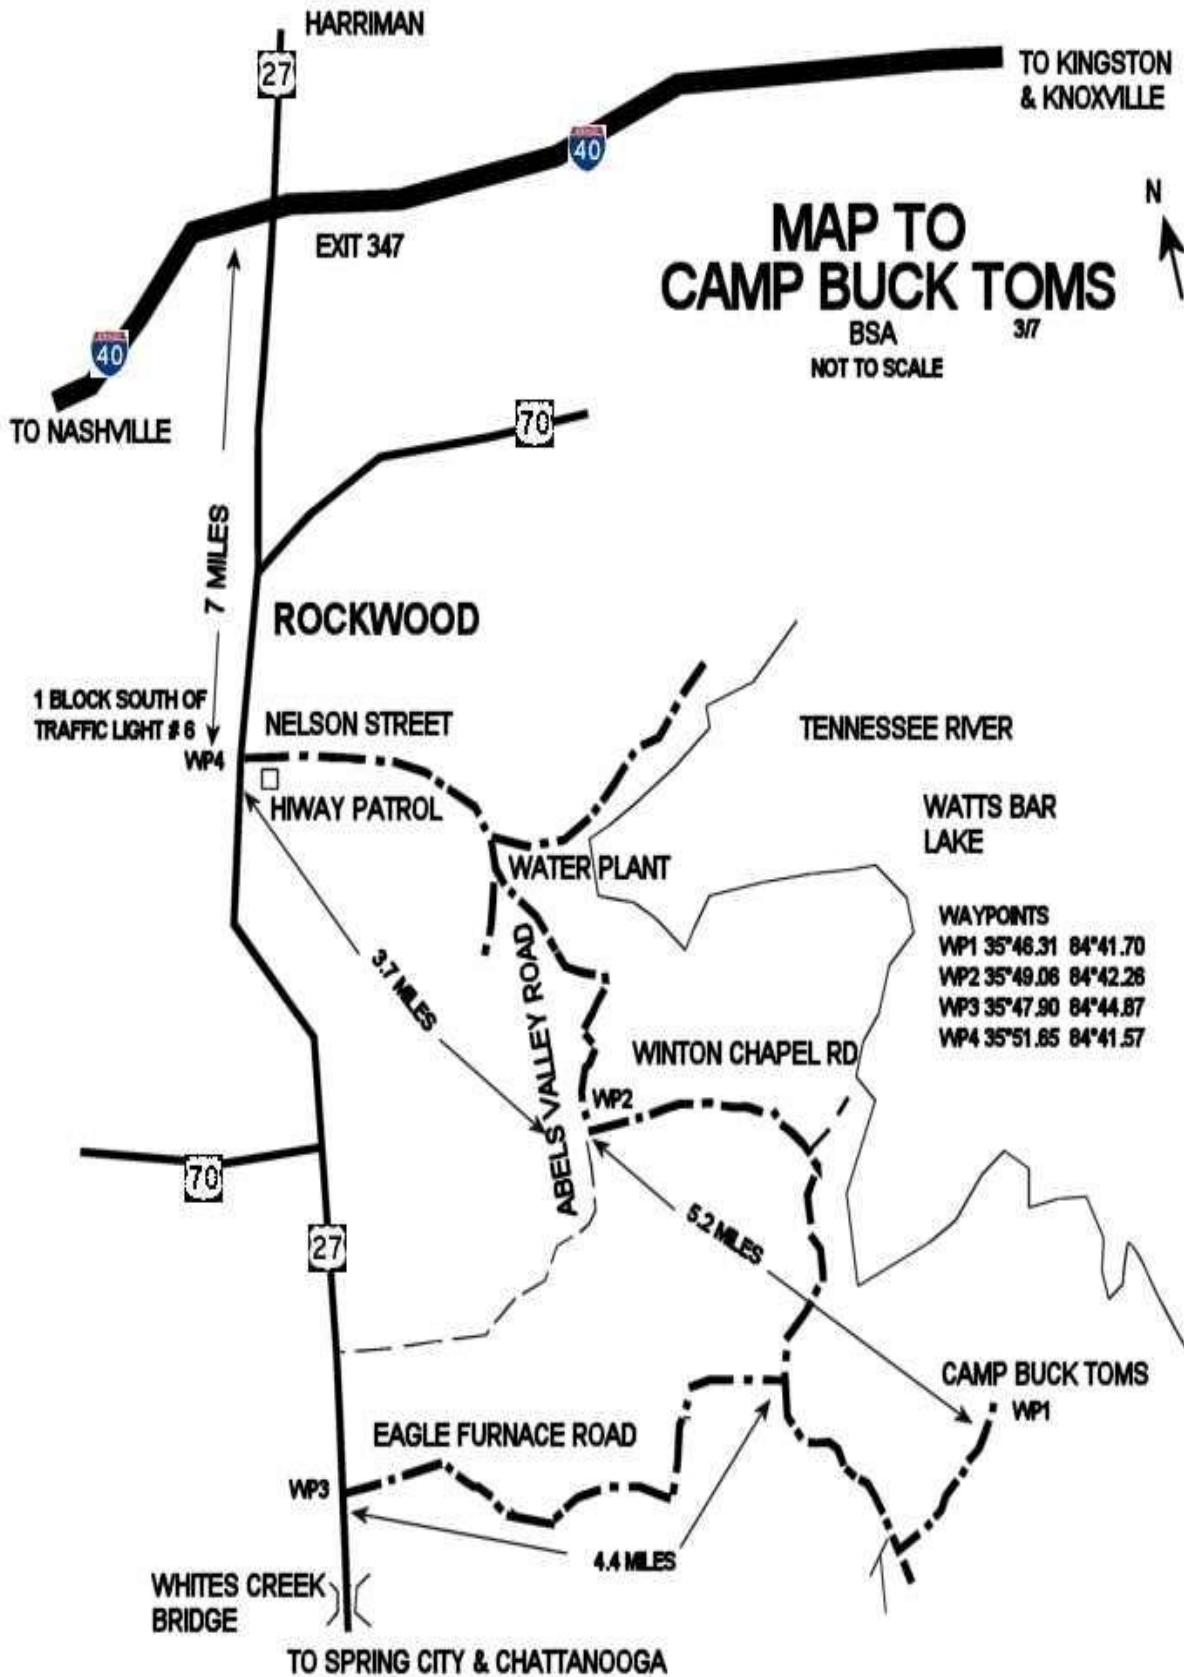 HARRIMAN
27
TO KINGSTON
& KNOXVILLE
40
N
MAP TO
CAMP BUCK TOMS
BSA
3/7
NOT TO SCALE
EXIT 347
40
TO NASHVILLE
70
7 MILES
ROCKWOOD
1 BLOCK SOUTH OF
TRAFFIC LIGHT # 6
NELSON STREET
TENNESSEE RIVER
WP4
HIWAY PATROL
WATTS BAR
LAKE
WATER PLANT
WAYPOINTS
WP1 35°46.31 84°41.70
WP2 35°49.06 84°42.26
WP3 35°47.90 84°44.87
WP4 35°51.65 84°41.57
3.7 MILES
ABELS VALLEY ROAD
WINTON CHAPEL RD
WP2
70
27
5.2 MILES
CAMP BUCK TOMS
WP1
EAGLE FURNACE ROAD
WP3
4.4 MILES
WHITES CREEK
BRIDGE
TO SPRING CITY & CHATTANOOGA